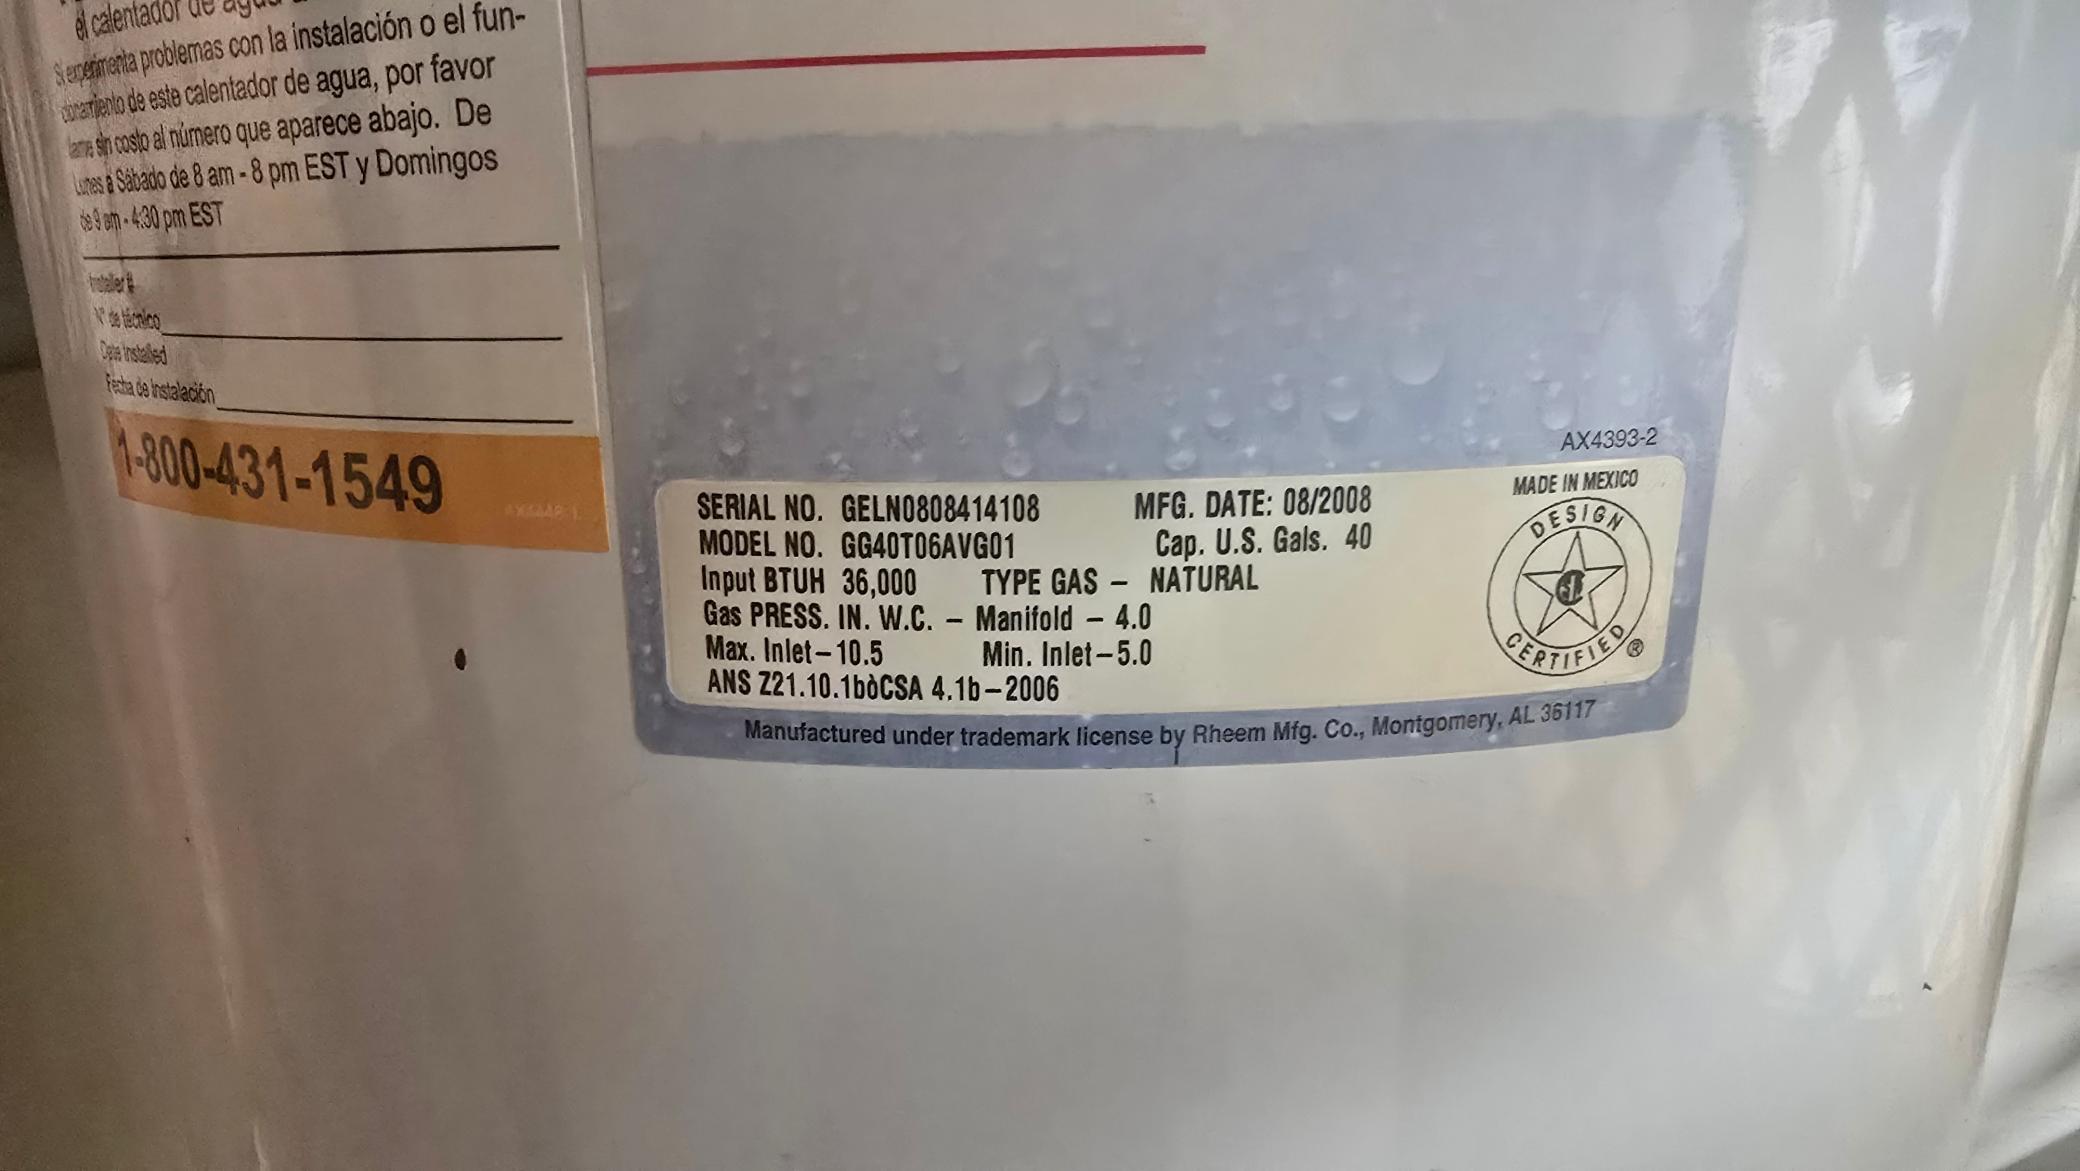 el calentador de agua
Si experimenta problemas con la instalación o el fun-
cionamiento de este calentador de agua, por favor
llame sin costo al número que aparece abajo. De
Lunes a Sábado de 8 am - 8 pm EST y Domingos
de 9 am - 4:30 pm EST
Installer #
N° de técnico
Date Installed
Fecha de instalación
1-800-431-1549
AX4393-2
MADE IN MEXICO
SERIAL NO. GELN0808414108 MFG. DATE: 08/2008
MODEL NO. GG40T06AVG01 Cap. U.S. Gals. 40
Input BTUH 36,000 TYPE GAS – NATURAL
Gas PRESS. IN. W.C. – Manifold – 4.0
Max. Inlet–10.5 Min. Inlet–5.0
ANS Z21.10.1bòCSA 4.1b–2006
DESIGN
CERTIFIED ®
Manufactured under trademark license by Rheem Mfg. Co., Montgomery, AL 36117